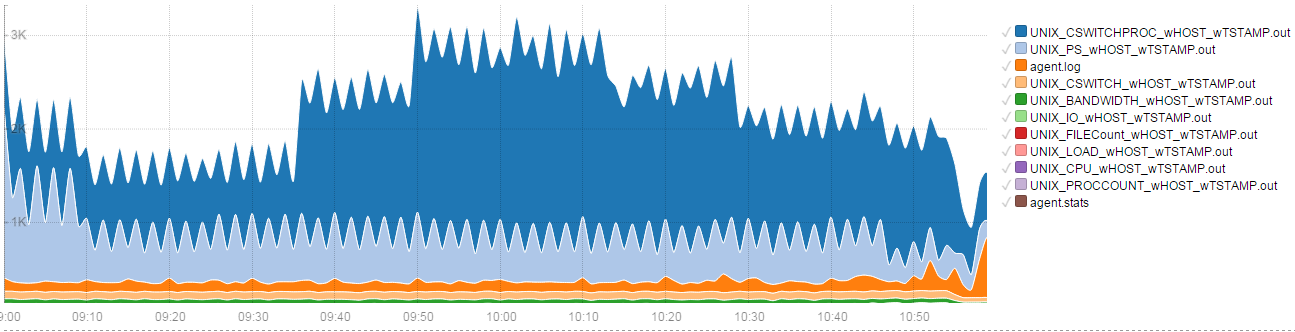 3K
2K
1K
9:00 09:10 09:20 09:30 09:40 09:50 10:00 10:10 10:20 10:30 10:40 10:50
UNIX_CSWITCHPROC_wHOST_wTSTAMP.out
UNIX_PS_wHOST_wTSTAMP.out
agent.log
UNIX_CSWITCH_wHOST_wTSTAMP.out
UNIX_BANDWIDTH_wHOST_wTSTAMP.out
UNIX_IO_wHOST_wTSTAMP.out
UNIX_FILECount_wHOST_wTSTAMP.out
UNIX_LOAD_wHOST_wTSTAMP.out
UNIX_CPU_wHOST_wTSTAMP.out
UNIX_PROCCOUNT_wHOST_wTSTAMP.out
agent.stats